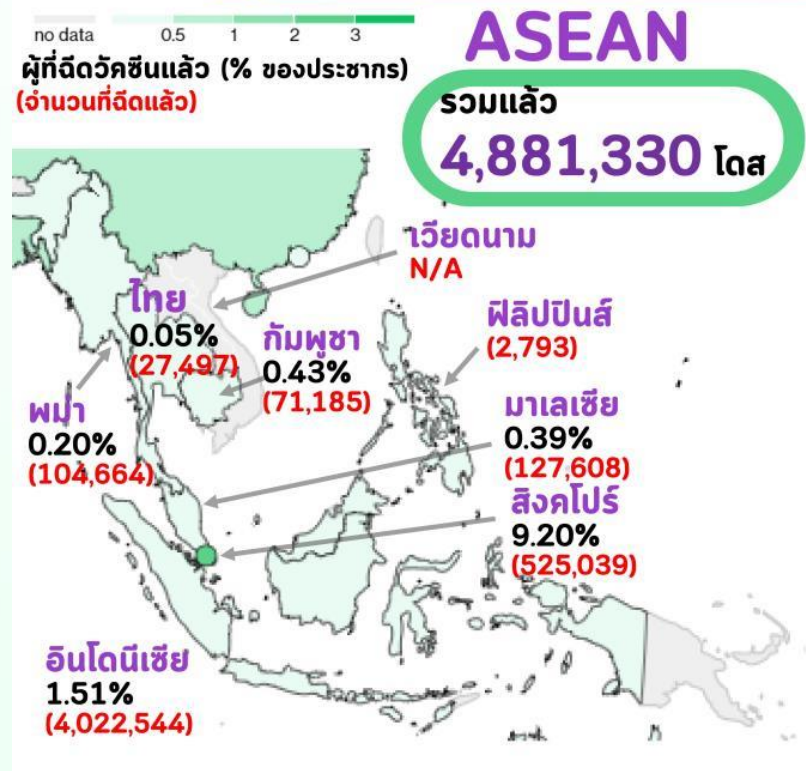 no data 0.5 1 2 3
ผู้ที่ฉีดวัคซีนแล้ว (% ของประชากร)
(จำนวนที่ฉีดแล้ว)
ASEAN
รวมแล้ว
4,881,330 โดส
เวียดนาม
N/A
ไทย
0.05%
(27,497)
กัมพูชา
0.43%
(71,185)
ฟิลิปปินส์
(2,793)
พม่า
0.20%
(104,664)
มาเลเซีย
0.39%
(127,608)
สิงคโปร์
9.20%
(525,039)
อินโดนีเซีย
1.51%
(4,022,544)